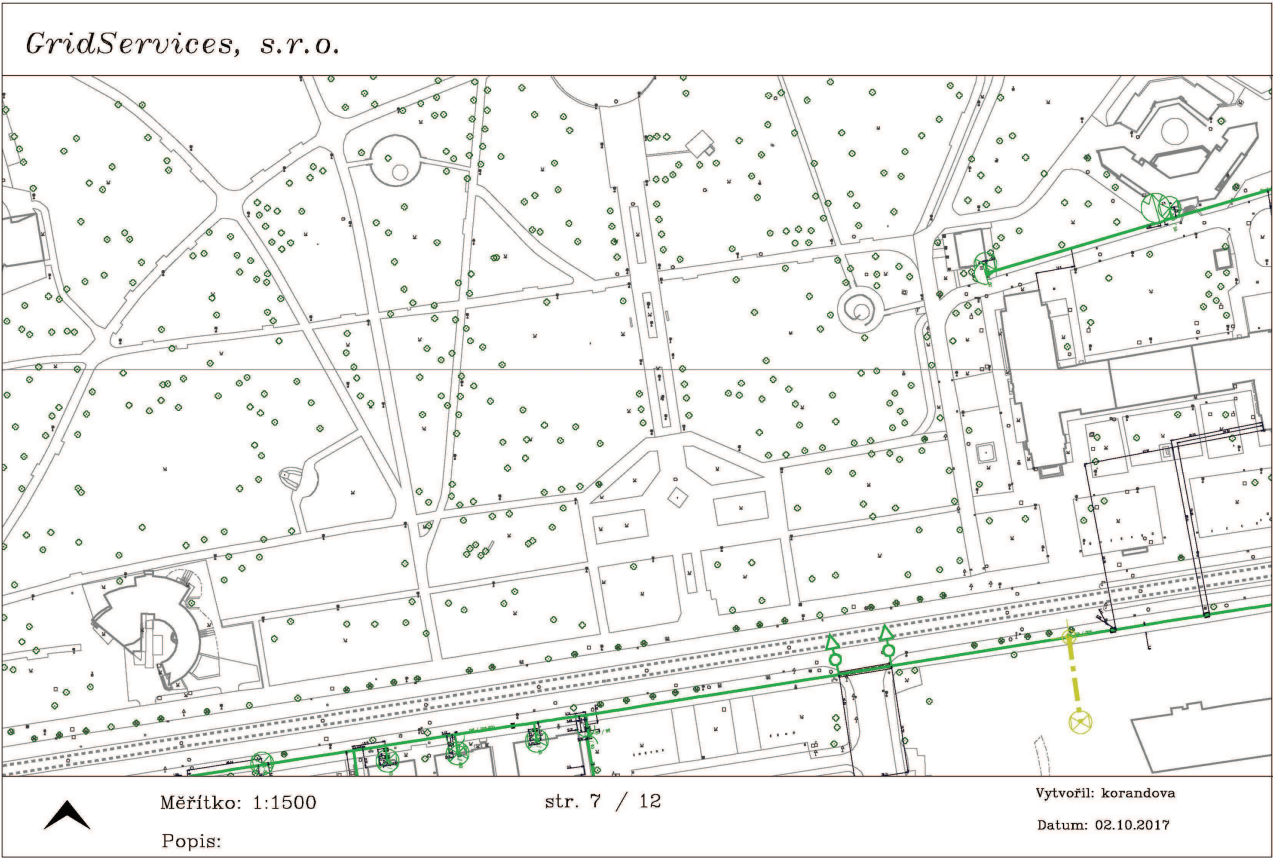 GridServices, s.r.o.
Měřítko: 1:1500
str. 7 / 12
Vytvořil: korandova
Popis:
Datum: 02.10.2017